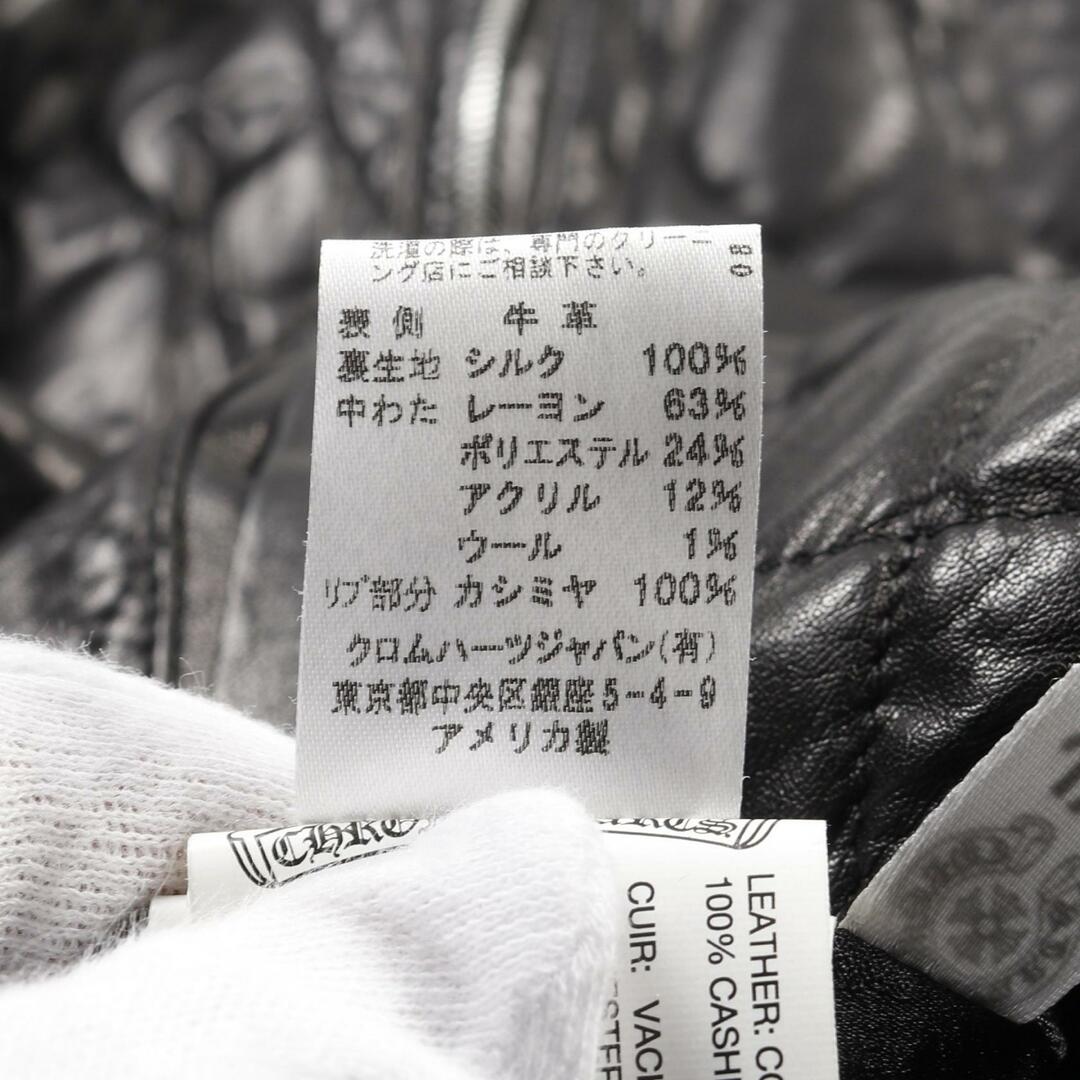 洗濯の際は、専門のクリーニ
ング店にご相談下さい。
80
表側 牛革
裏生地 シルク 100%
中わた レーヨン 63%
ポリエステル 24%
アクリル 12%
ウール 1%
リブ部分 カシミヤ 100%
クロムハーツジャパン(有)
東京都中央区銀座5-4-9
アメリカ製
LEATHER:
100%
CUIR: